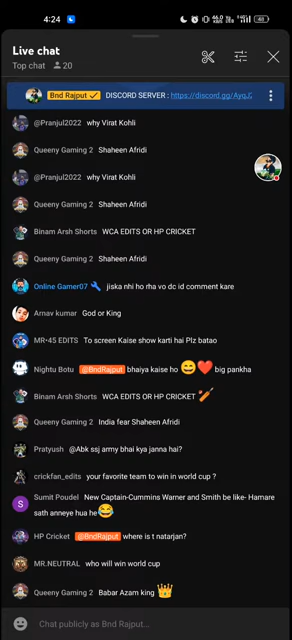 4:24
46.0 KB/S
48
Live chat
Top chat 20
Bnd Rajput DISCORD SERVER : https://discord.gg/AyqJ
@Pranjul2022 why Virat Kohli
Queeny Gaming 2 Shaheen Afridi
@Pranjul2022 why Virat Kohli
Queeny Gaming 2 Shaheen Afridi
Binam Arsh Shorts WCA EDITS OR HP CRICKET
Queeny Gaming 2 Shaheen Afridi
Online Gamer07 jiska nhi ho rha vo dc id comment kare
Arnav kumar God or King
MR•45 EDITS To screen Kaise show karti hai Plz batao
Nightu Botu @BndRajput bhaiya kaise ho 😄❤️ big pankha
Binam Arsh Shorts WCA EDITS OR HP CRICKET 🏏
Queeny Gaming 2 India fear Shaheen Afridi
Pratyush @Abk ssj army bhai kya janna hai?
crickfan_edits your favorite team to win in world cup ?
Sumit Poudel New Captain-Cummins Warner and Smith be like- Hamare
sath anneye hua he😂
HP Cricket @BndRajput where is t natarjan?
MR.NEUTRAL who will win world cup
Queeny Gaming 2 Babar Azam king 👑
Chat publicly as Bnd Rajput...